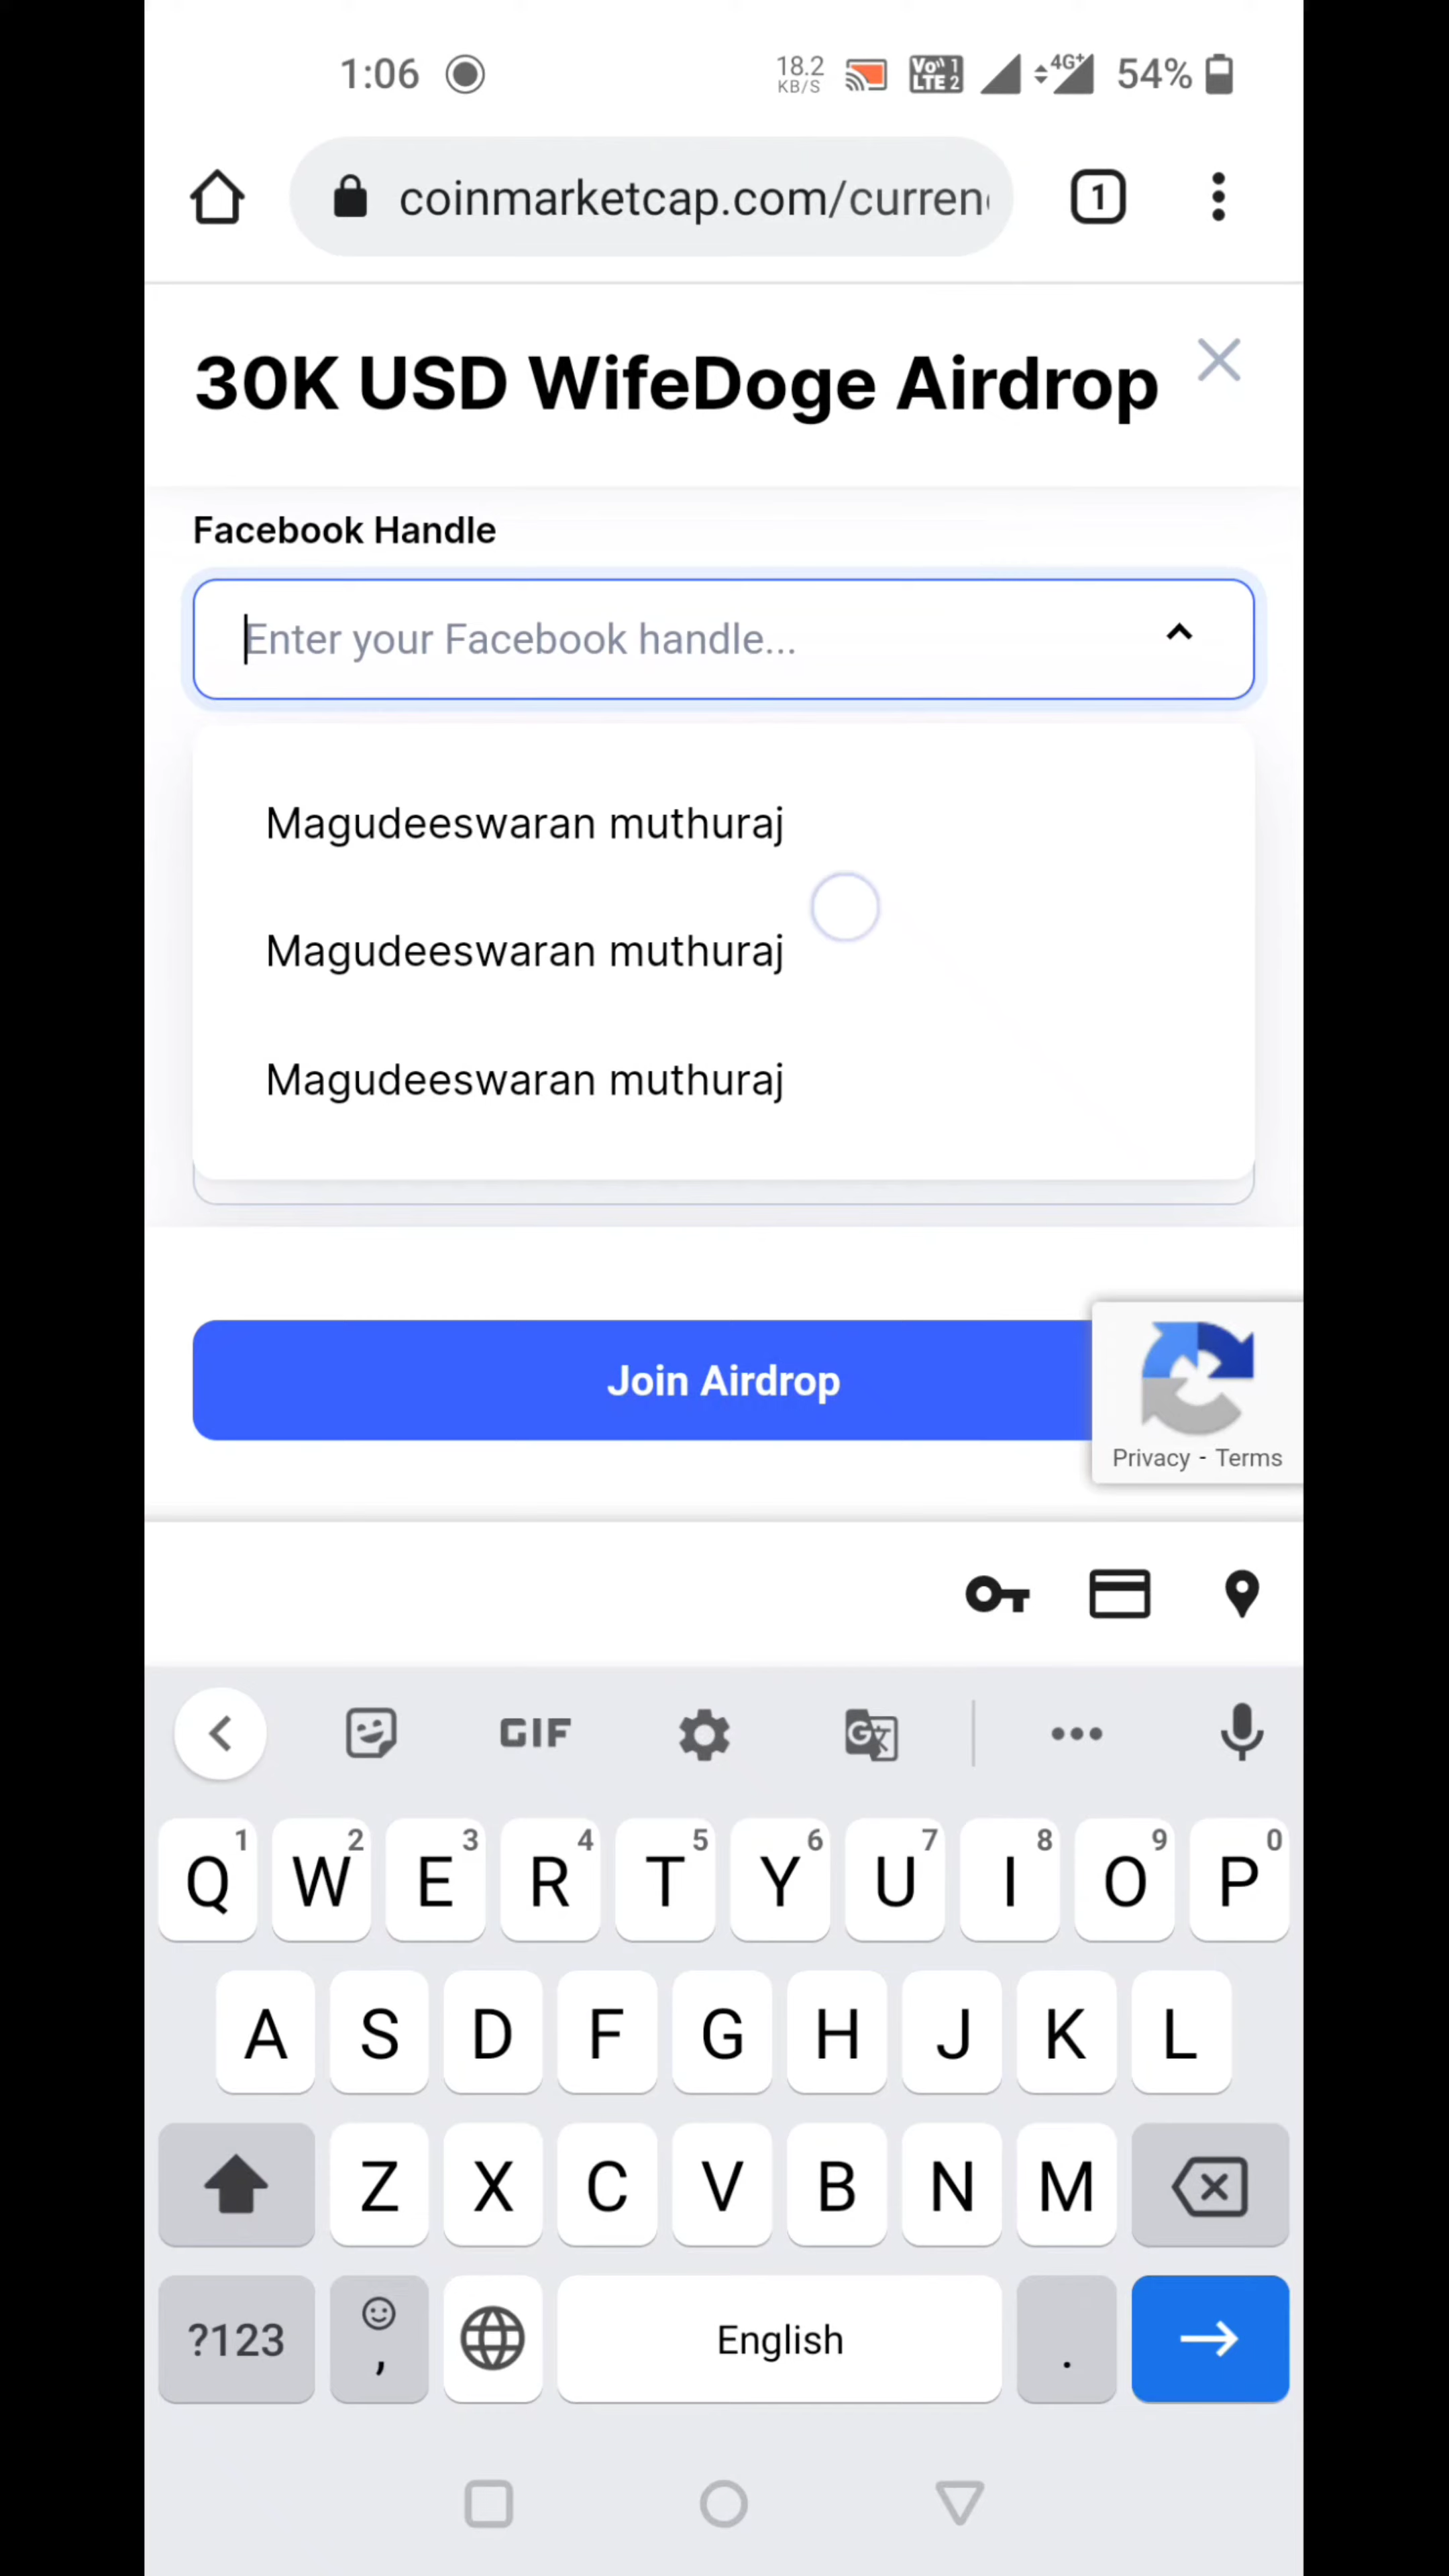 1:06 18.2 KB/S Vo)) 1 LTE 2 4G+ 54%
coinmarketcap.com/curren
1
30K USD WifeDoge Airdrop
Facebook Handle
Enter your Facebook handle...
Magudeeswaran muthuraj
Magudeeswaran muthuraj
Magudeeswaran muthuraj
Join Airdrop
Privacy - Terms
GIF G
Q1 W2 E3 R4 T5 Y6 U7 I8 O9 P0
A S D F G H J K L
Z X C V B N M
?123 , English .